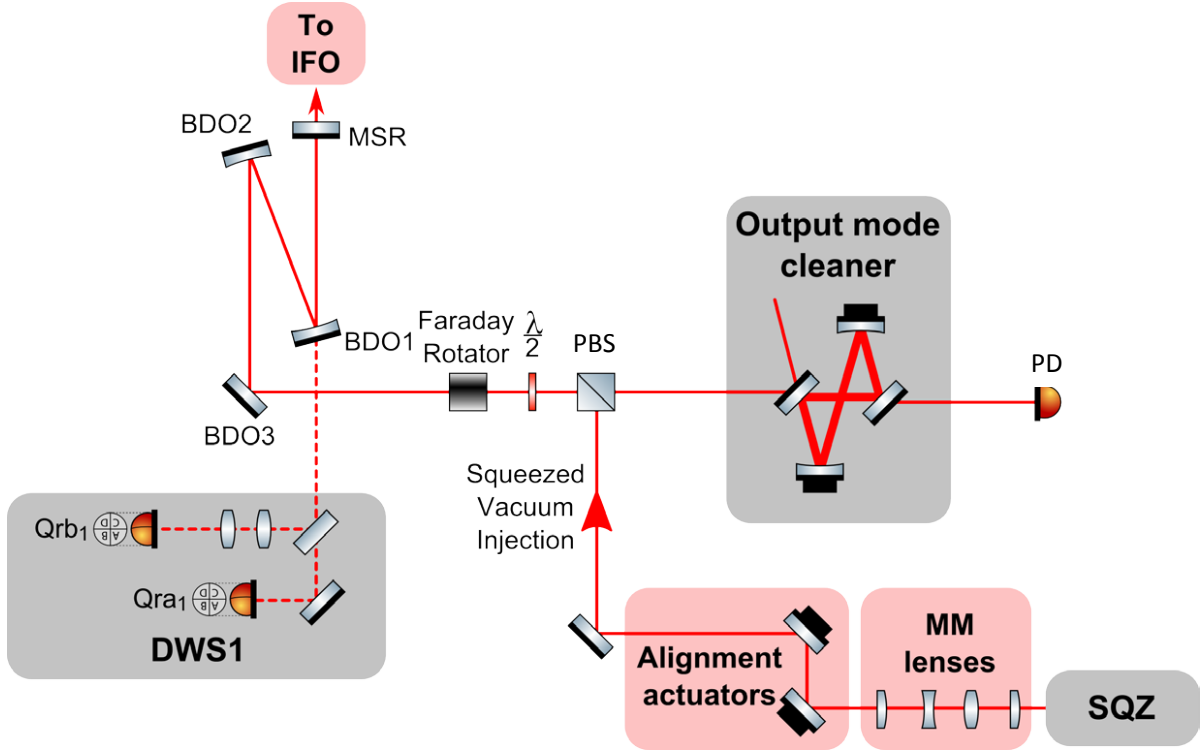 To
IFO
BDO2
MSR
Output mode
cleaner
Faraday
Rotator
λ
2
PBS
BDO1
PD
BDO3
Squeezed
Vacuum
Injection
Qrb1
A B
C D
Qra1
A B
C D
DWS1
Alignment
actuators
MM
lenses
SQZ